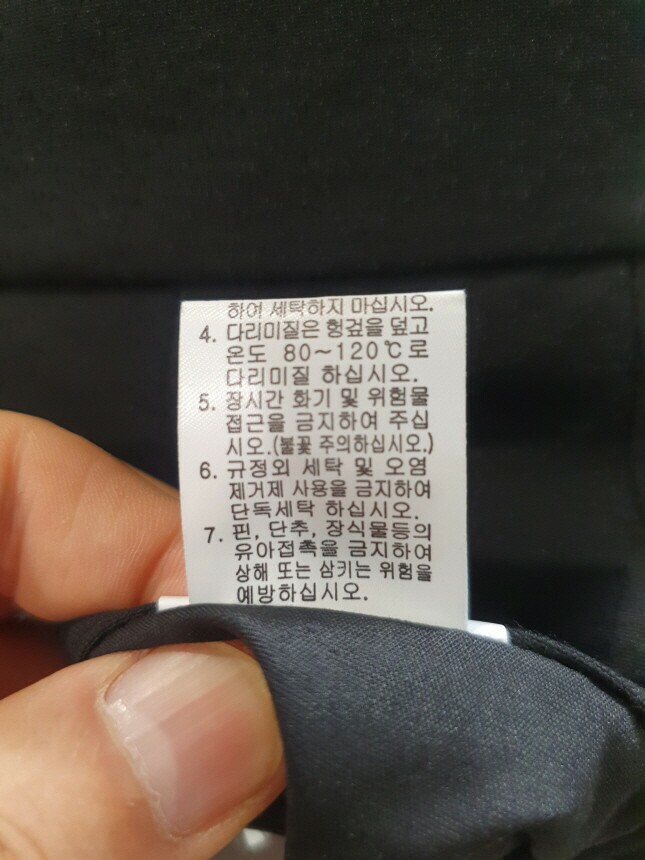 하여 세탁하지 마십시오.
4. 다리미질은 헝겊을 덮고
온도 80~120℃로
다리미질 하십시오.
5. 장시간 화기 및 위험물
접근을 금지하여 주십
시오.(불꽃 주의하십시오.)
6. 규정외 세탁 및 오염
제거제 사용을 금지하여
단독세탁 하십시오.
7. 핀, 단추, 장식물등의
유아접촉을 금지하여
상해 또는 삼키는 위험을
예방하십시오.